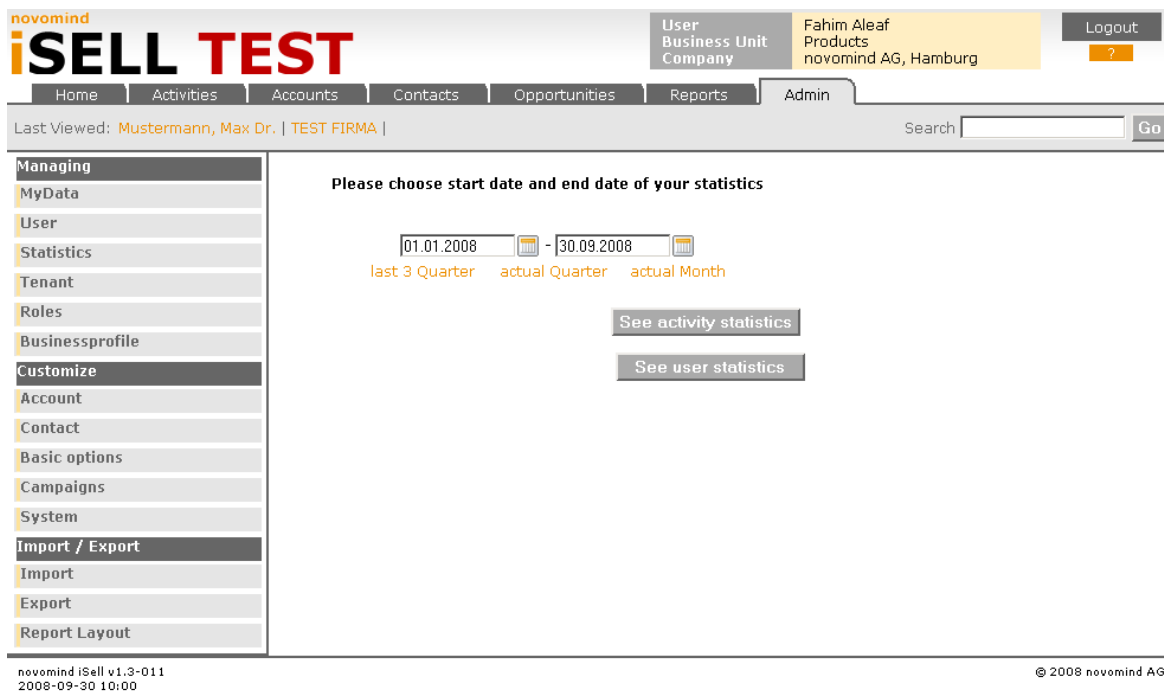 novomind
iSELL TEST
User Fahim Aleaf
Business Unit Products
Company novomind AG, Hamburg
Logout
?
Home Activities Accounts Contacts Opportunities Reports Admin
Last Viewed: Mustermann, Max Dr. | TEST FIRMA | Search Go
Managing
MyData
User
Statistics
Tenant
Roles
Businessprofile
Customize
Account
Contact
Basic options
Campaigns
System
Import / Export
Import
Export
Report Layout
Please choose start date and end date of your statistics
01.01.2008 - 30.09.2008
last 3 Quarter actual Quarter actual Month
See activity statistics
See user statistics
novomind iSell v1.3-011
2008-09-30 10:00
© 2008 novomind AG